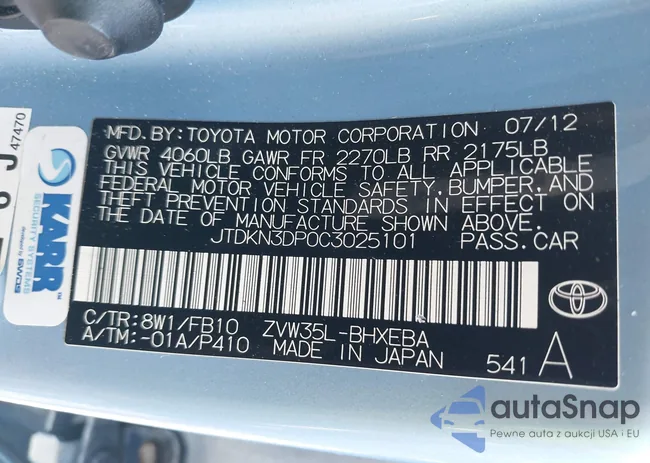 MFD.BY:TOYOTA MOTOR CORPORATION 07/12
GVWR 4060LB GAWR FR 2270LB RR 2175LB
THIS VEHICLE CONFORMS TO ALL APPLICABLE
FEDERAL MOTOR VEHICLE SAFETY,BUMPER,AND
THEFT PREVENTION STANDARDS IN EFFECT ON
THE DATE OF MANUFACTURE SHOWN ABOVE.
JTDKN3DP0C3025101 PASS.CAR
C/TR:8W1/FB10 ZVW35L-BHXEBA
A/TM:-01A/P410 MADE IN JAPAN 541 A
47470
KARR™
SECURITY SYSTEMS
autaSnap
Pewne auta z aukcji USA i EU